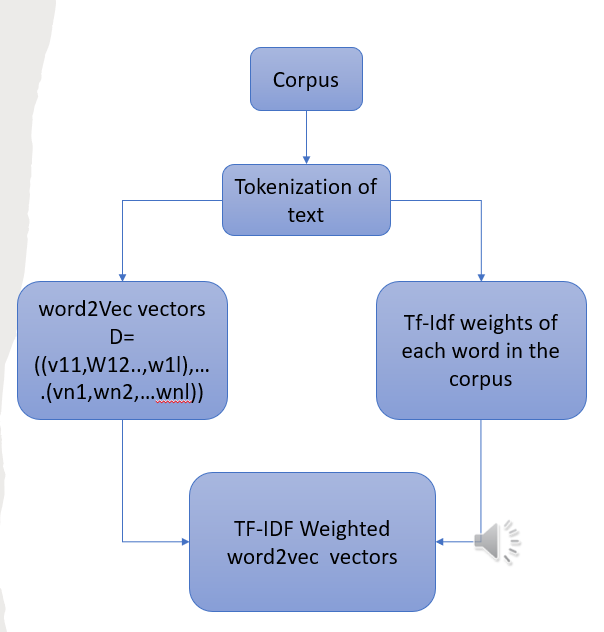 Corpus
Tokenization of
text
word2Vec vectors
D=
((v11,W12..,w1l),...
.(vn1,wn2,...wnl))
Tf-Idf weights of
each word in the
corpus
TF-IDF Weighted
word2vec  vectors